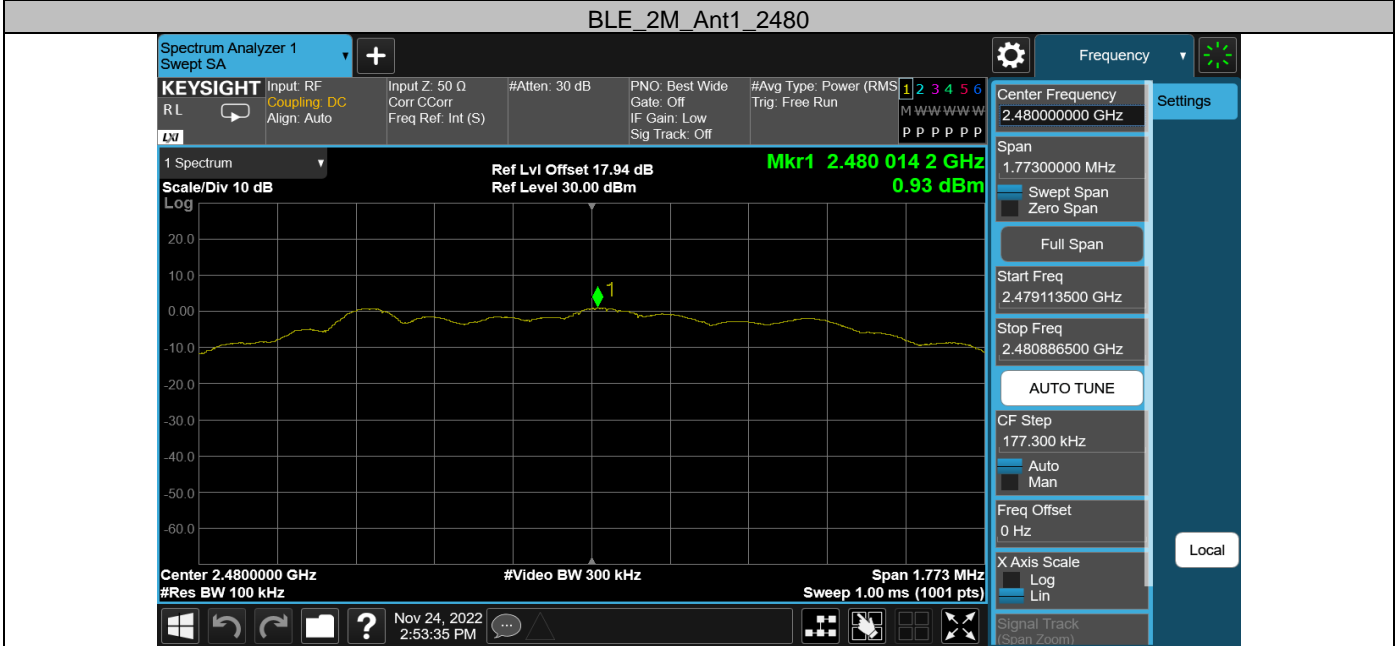 BLE_2M_Ant1_2480
Spectrum Analyzer 1
Swept SA
+
Frequency
KEYSIGHT
RL
LXI
Input: RF
Coupling: DC
Align: Auto
Input Z: 50 Ω
Corr CCorr
Freq Ref: Int (S)
#Atten: 30 dB
PNO: Best Wide
Gate: Off
IF Gain: Low
Sig Track: Off
#Avg Type: Power (RMS
Trig: Free Run
1 2 3 4 5 6
M W W W W W
P P P P P P
1 Spectrum
Scale/Div 10 dB
Log
Ref Lvl Offset 17.94 dB
Ref Level 30.00 dBm
Mkr1 2.480 014 2 GHz
0.93 dBm
20.0
10.0
0.00
-10.0
-20.0
-30.0
-40.0
-50.0
-60.0
1
Center 2.4800000 GHz
#Res BW 100 kHz
#Video BW 300 kHz
Span 1.773 MHz
Sweep 1.00 ms (1001 pts)
Center Frequency
2.480000000 GHz
Span
1.77300000 MHz
Swept Span
Zero Span
Full Span
Start Freq
2.479113500 GHz
Stop Freq
2.480886500 GHz
AUTO TUNE
CF Step
177.300 kHz
Auto
Man
Freq Offset
0 Hz
X Axis Scale
Log
Lin
Signal Track
(Span Zoom)
Settings
Local
?
Nov 24, 2022
2:53:35 PM